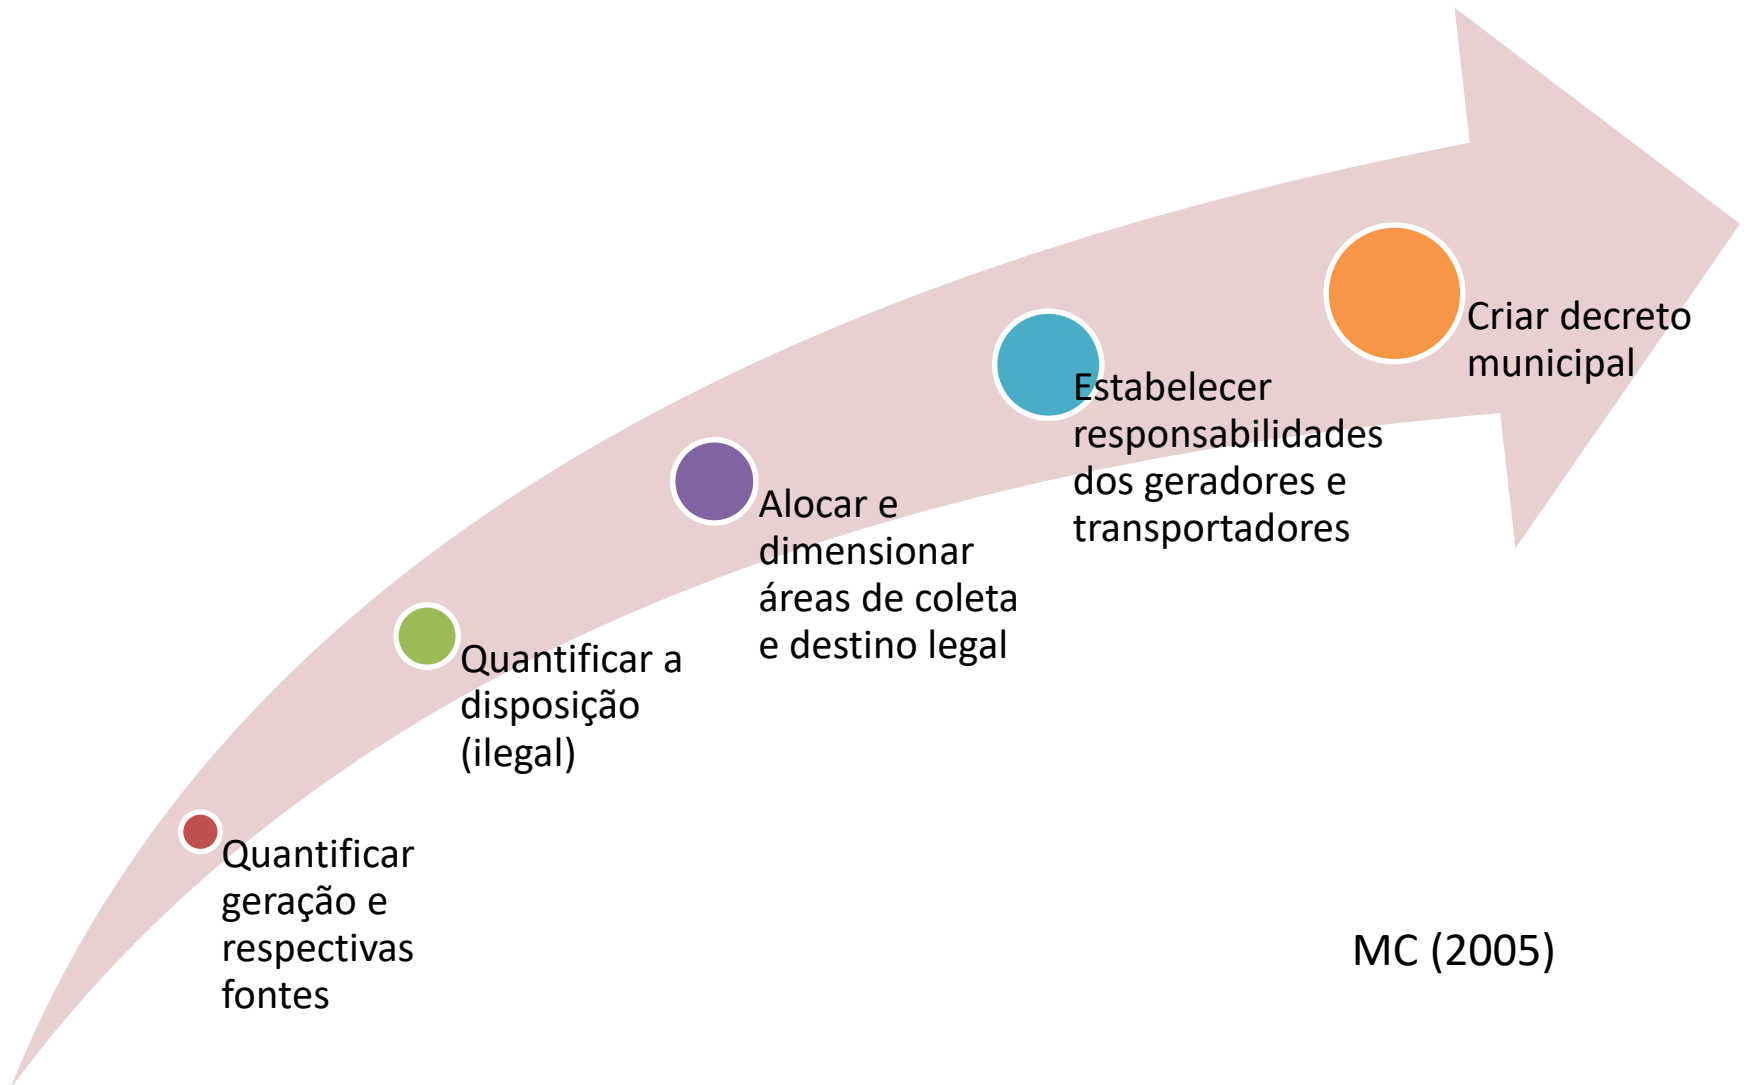 Quantificar
geração e
respectivas
fontes
Quantificar a
disposição
(ilegal)
Alocar e
dimensionar
áreas de coleta
e destino legal
Estabelecer
responsabilidades
dos geradores e
transportadores
Criar decreto
municipal
MC (2005)